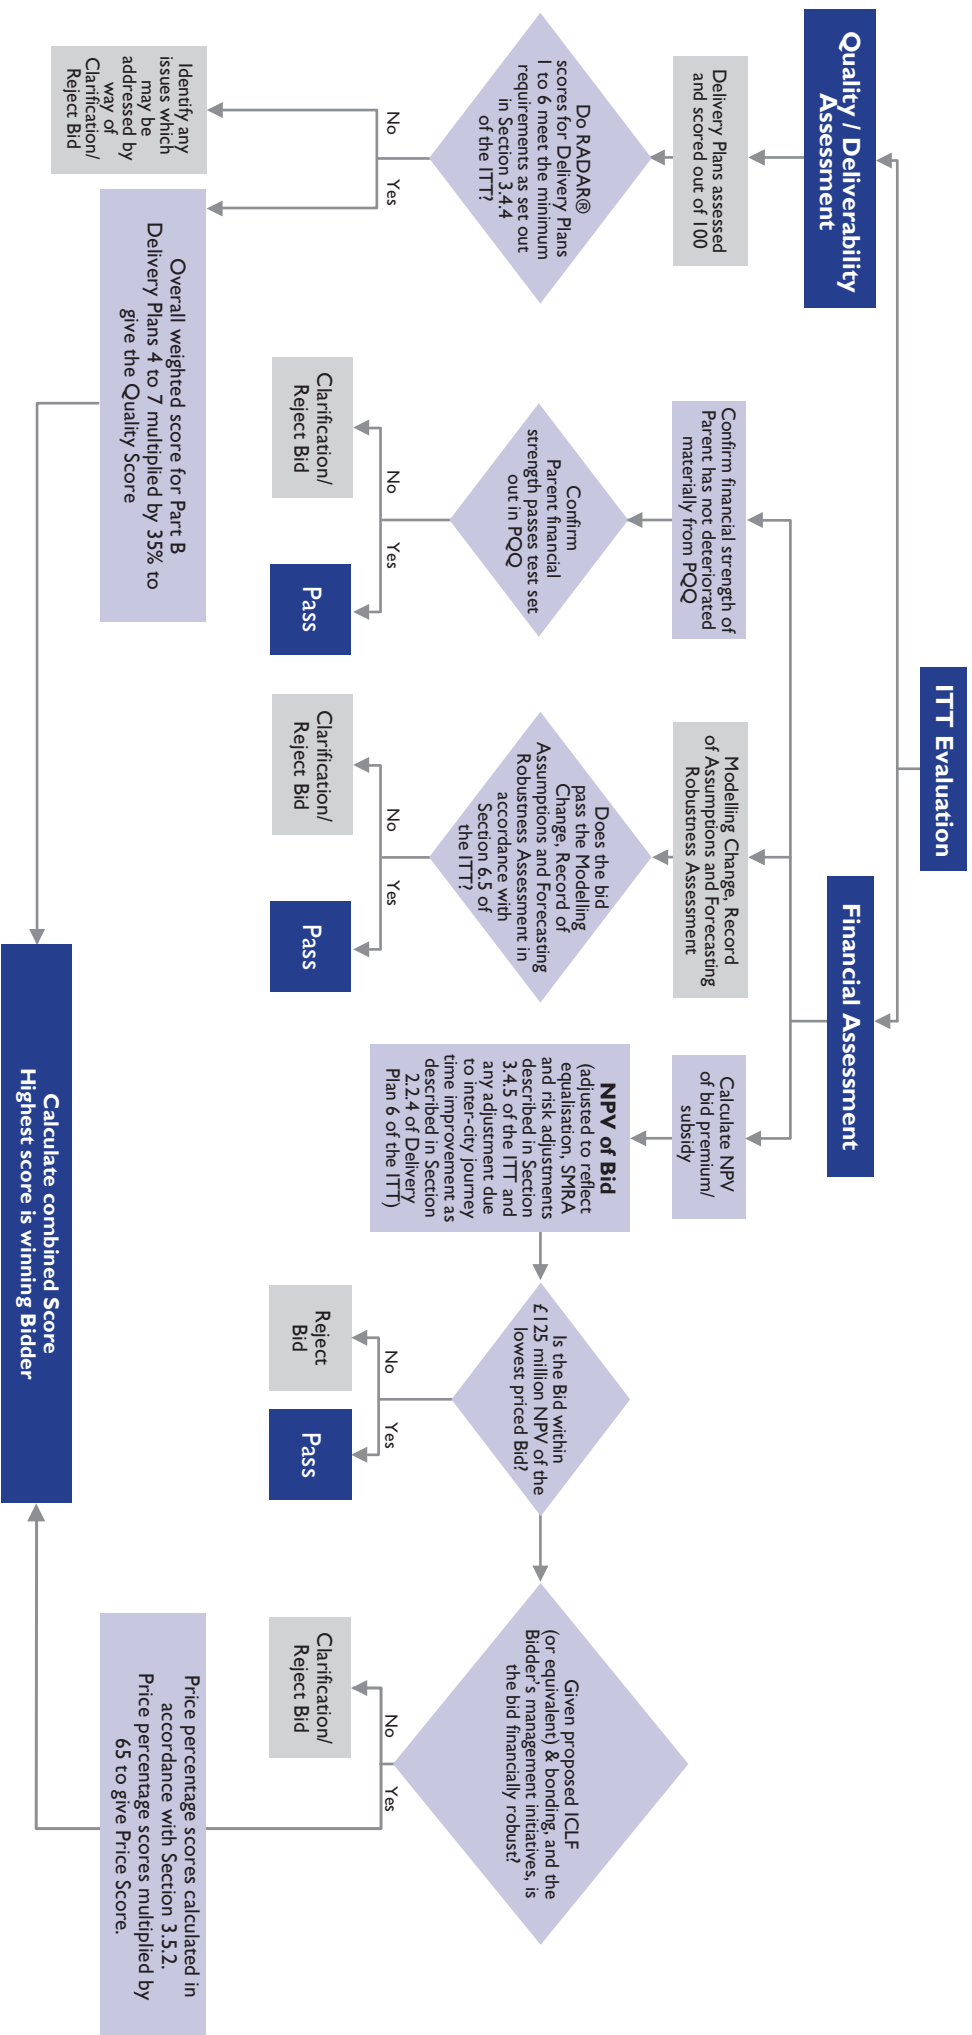 ITT Evaluation
Quality / Deliverability
Assessment
Financial Assessment
Delivery Plans assessed
and scored out of 100
Confirm financial strength of
Parent has not deteriorated
materially from PQQ
Modelling Change, Record
of Assumptions and Forecasting
Robustness Assessment
Calculate NPV
of bid premium/
subsidy
Do RADAR®
scores for Delivery Plans
1 to 6 meet the minimum
requirements as set out
in Section 3.4.4
of the ITT?
Confirm
Parent financial
strength passes test set
out in PQQ
Does the bid
pass the Modelling
Change, Record of
Assumptions and Forecasting
Robustness Assessment in
accordance with
Section 6.5 of
the ITT?
NPV of Bid
(adjusted to reflect
equalisation, SMRA
and risk adjustments
described in Section
3.4.5 of the ITT and
any adjustment due
to inter-city journey
time improvement as
described in Section
2.2.4 of Delivery
Plan 6 of the ITT)
Is the Bid within
£125 million NPV of the
lowest priced Bid?
Given proposed ICLF
(or equivalent) & bonding, and the
Bidder's management initiatives, is
the bid financially robust?
No
Yes
No
Yes
No
Yes
No
Yes
No
Yes
Identify any
issues which
may be
addressed by
way of
Clarification/
Reject Bid
Clarification/
Reject Bid
Pass
Clarification/
Reject Bid
Pass
Reject
Bid
Pass
Clarification/
Reject Bid
Overall weighted score for Part B
Delivery Plans 4 to 7 multiplied by 35% to
give the Quality Score
Price percentage scores calculated in
accordance with Section 3.5.2.
Price percentage scores multiplied by
65 to give Price Score.
Calculate combined Score
Highest score is winning Bidder